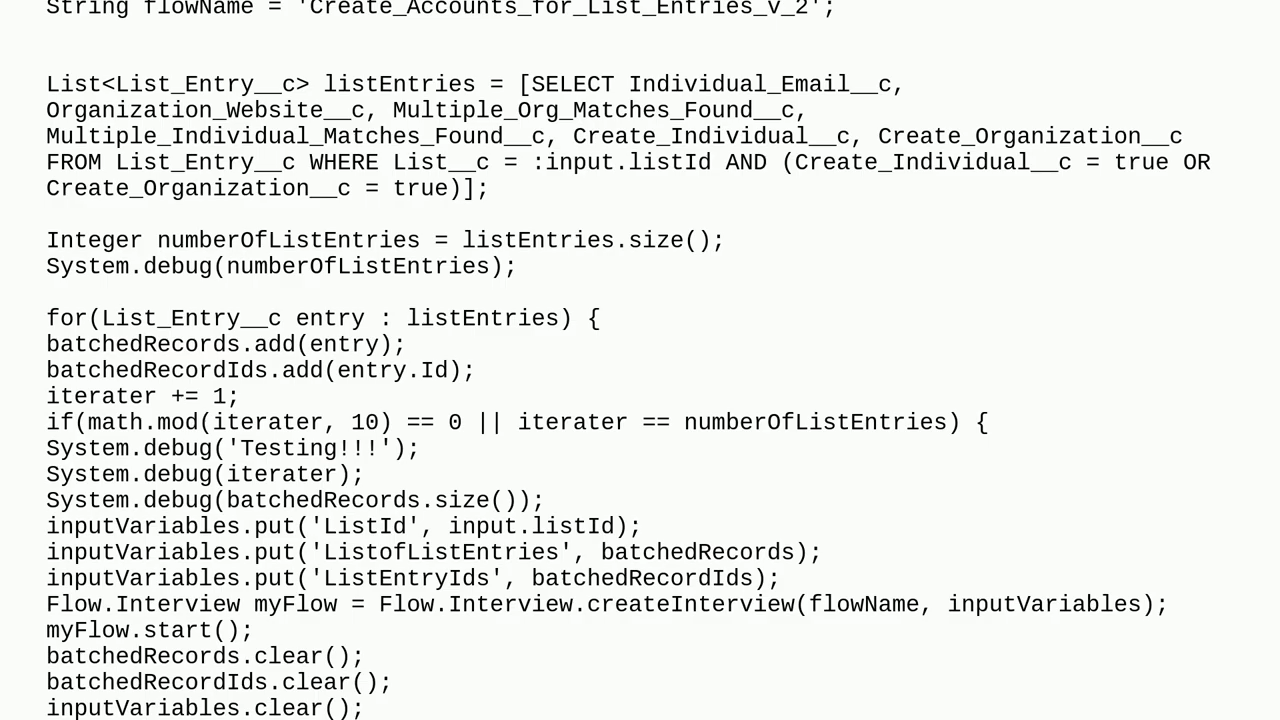 String flowName = 'Create_Accounts_for_List_Entries_v_2';
List<List_Entry__c> listEntries = [SELECT Individual_Email__c,
Organization_Website__c, Multiple_Org_Matches_Found__c,
Multiple_Individual_Matches_Found__c, Create_Individual__c, Create_Organization__c
FROM List_Entry__c WHERE List__c = :input.listId AND (Create_Individual__c = true OR
Create_Organization__c = true)];
Integer numberOfListEntries = listEntries.size();
System.debug(numberOfListEntries);
for(List_Entry__c entry : listEntries) {
batchedRecords.add(entry);
batchedRecordIds.add(entry.Id);
iterater += 1;
if(math.mod(iterater, 10) == 0 || iterater == numberOfListEntries) {
System.debug('Testing!!!');
System.debug(iterater);
System.debug(batchedRecords.size());
inputVariables.put('ListId', input.listId);
inputVariables.put('ListofListEntries', batchedRecords);
inputVariables.put('ListEntryIds', batchedRecordIds);
Flow.Interview myFlow = Flow.Interview.createInterview(flowName, inputVariables);
myFlow.start();
batchedRecords.clear();
batchedRecordIds.clear();
inputVariables.clear();